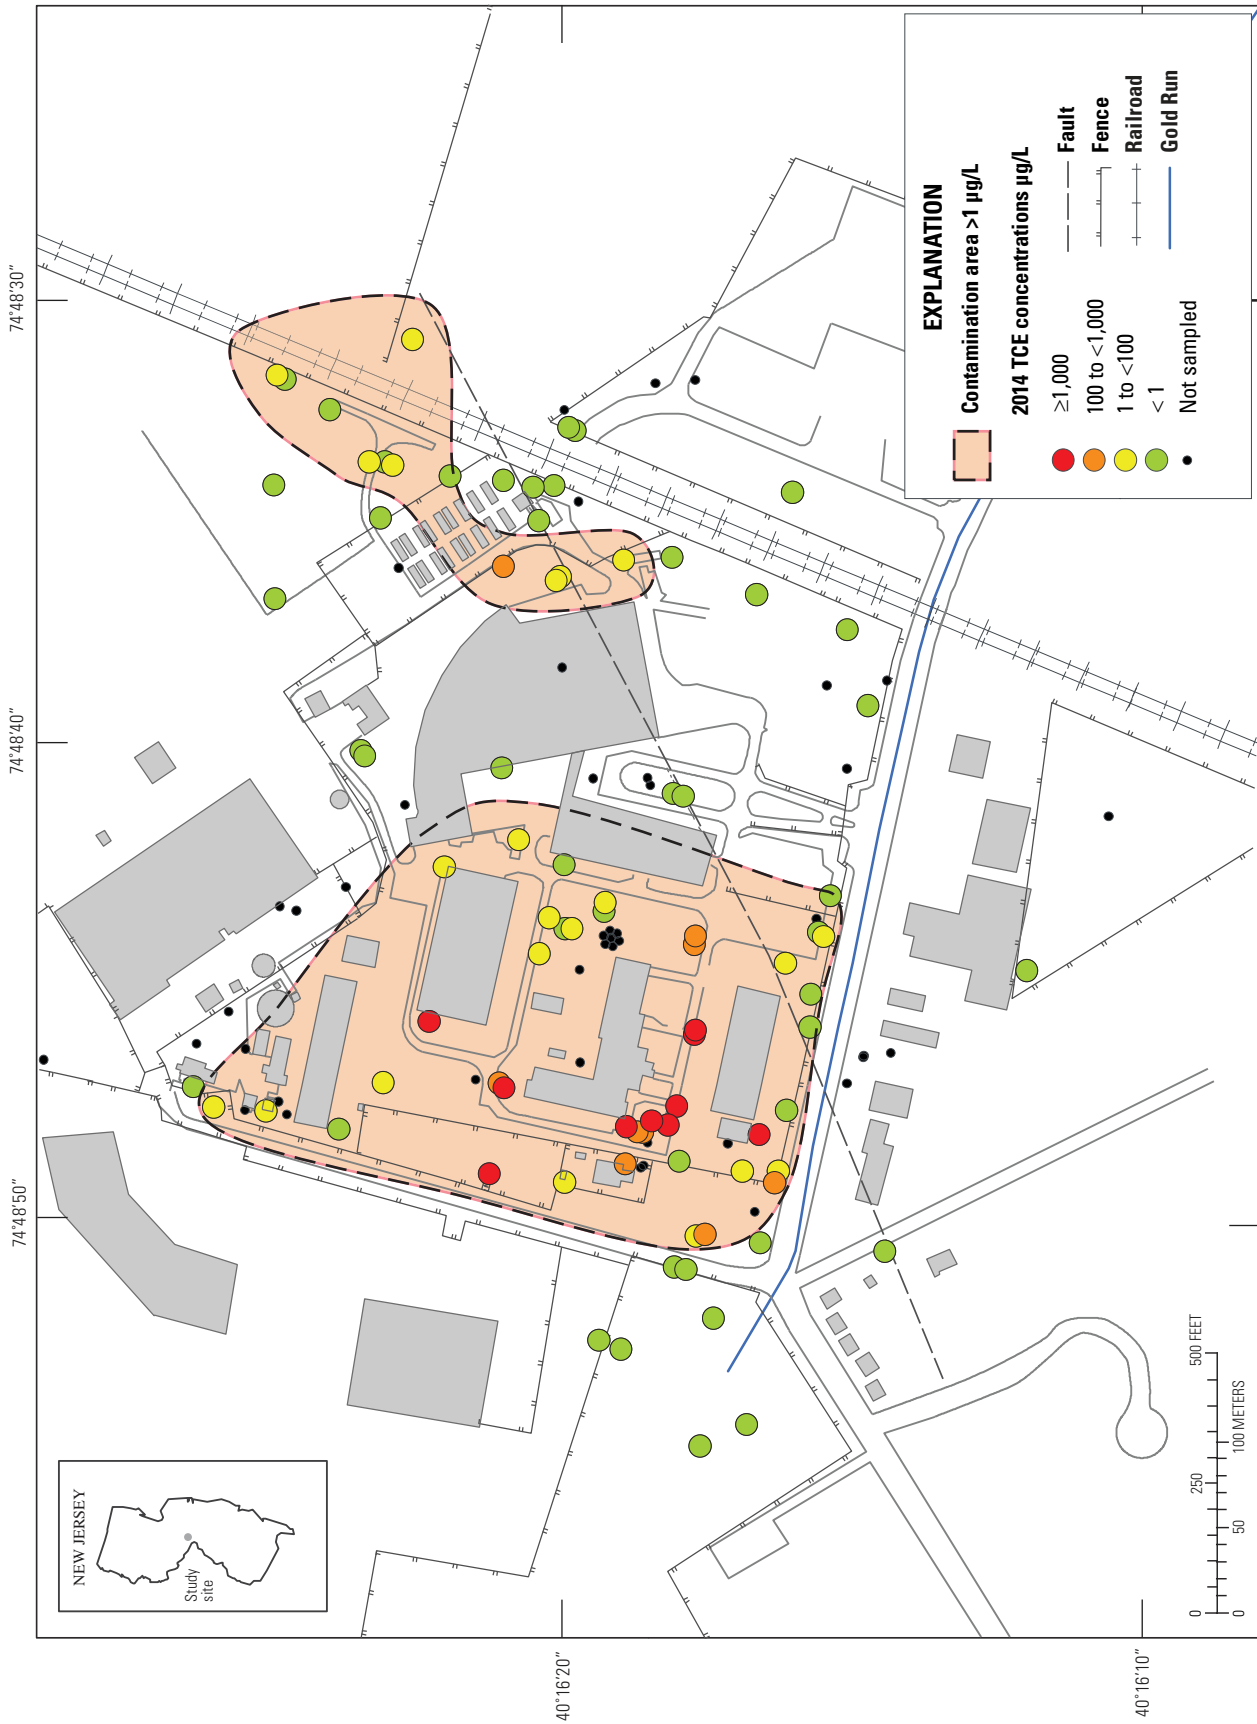 NEW JERSEY
Study
site
74°48'50"
74°48'40"
74°48'30"
40°16'20"
40°16'10"
0 250 500 FEET
0 50 100 METERS
EXPLANATION
Contamination area >1 µg/L
2014 TCE concentrations µg/L
≥1,000
100 to <1,000
1 to <100
< 1
Not sampled
Fault
Fence
Railroad
Gold Run